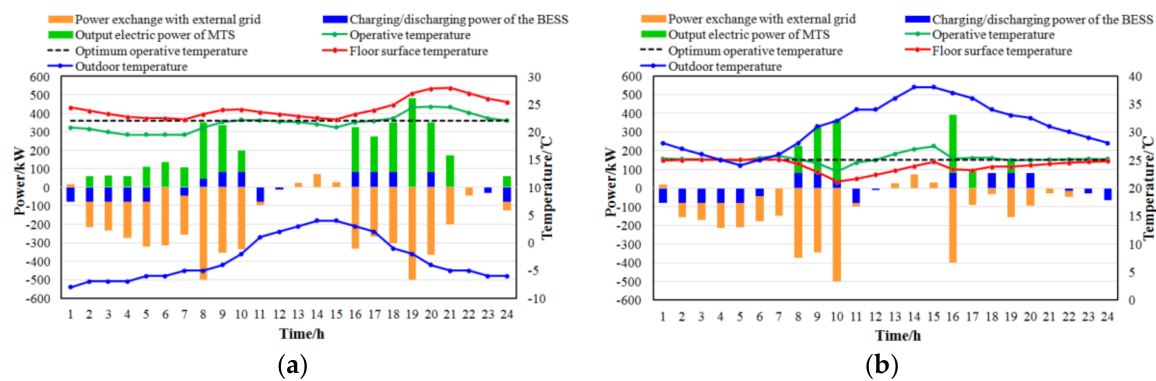 Power exchange with external grid
Charging/discharging power of the BESS
Output electric power of MTS
Operative temperature
Optimum operative temperature
Floor surface temperature
Outdoor temperature
600
500
400
300
200
100
0
-100
-200
-300
-400
-500
-600
Power/kW
30
25
20
15
10
5
0
-5
-10
Temperature/℃
1 2 3 4 5 6 7 8 9 10 11 12 13 14 15 16 17 18 19 20 21 22 23 24
Time/h
(a)
Power exchange with external grid
Charging/discharging power of the BESS
Output electric power of MTS
Operative temperature
Optimum operative temperature
Floor surface temperature
Outdoor temperature
600
500
400
300
200
100
0
-100
-200
-300
-400
-500
-600
Power/kW
40
35
30
25
20
15
10
5
0
Temperature/℃
1 2 3 4 5 6 7 8 9 10 11 12 13 14 15 16 17 18 19 20 21 22 23 24
Time/h
(b)